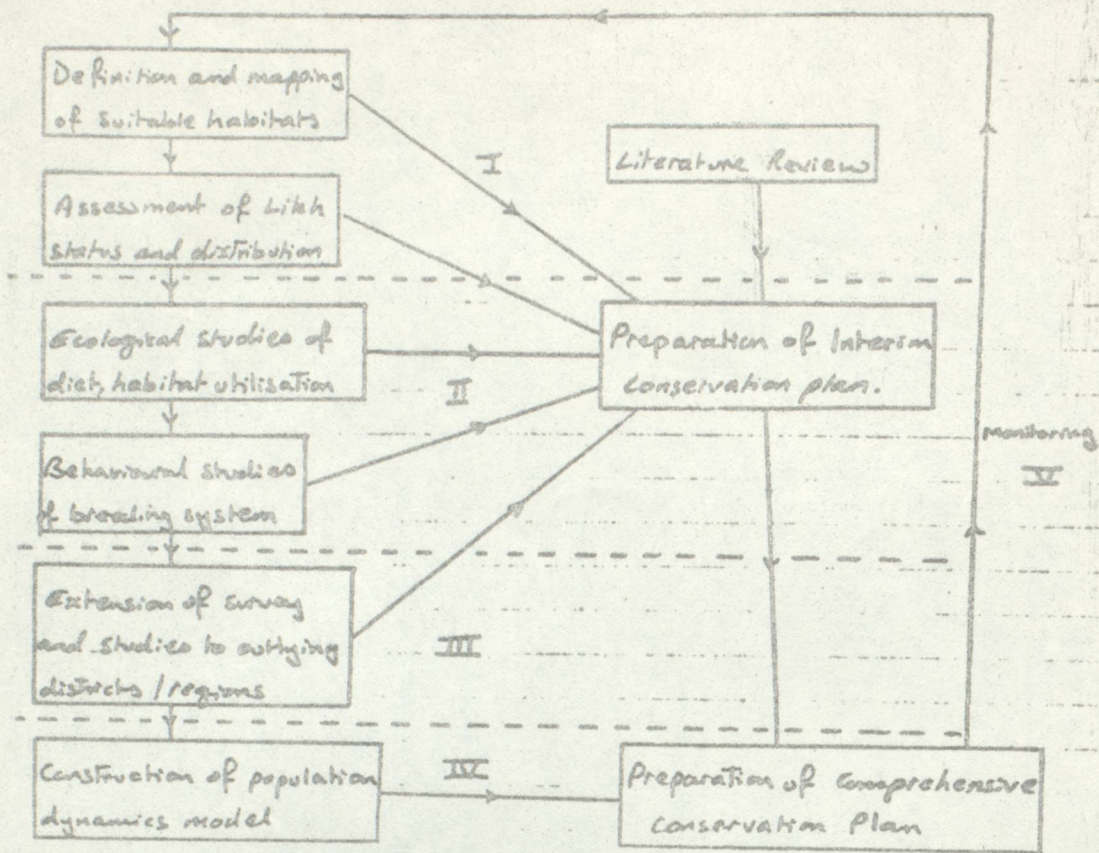 Definition and mapping
of suitable habitats
I
Literature Review
Assessment of Likh
status and distribution
Ecological studies of
diet, habitat utilisation
II
Preparation of Interim
Conservation plan.
Behavioural studies
of breeding system
Monitoring
V
Extension of survey
and studies to outlying
districts / regions
III
Construction of population
dynamics model
IV
Preparation of Comprehensive
Conservation Plan